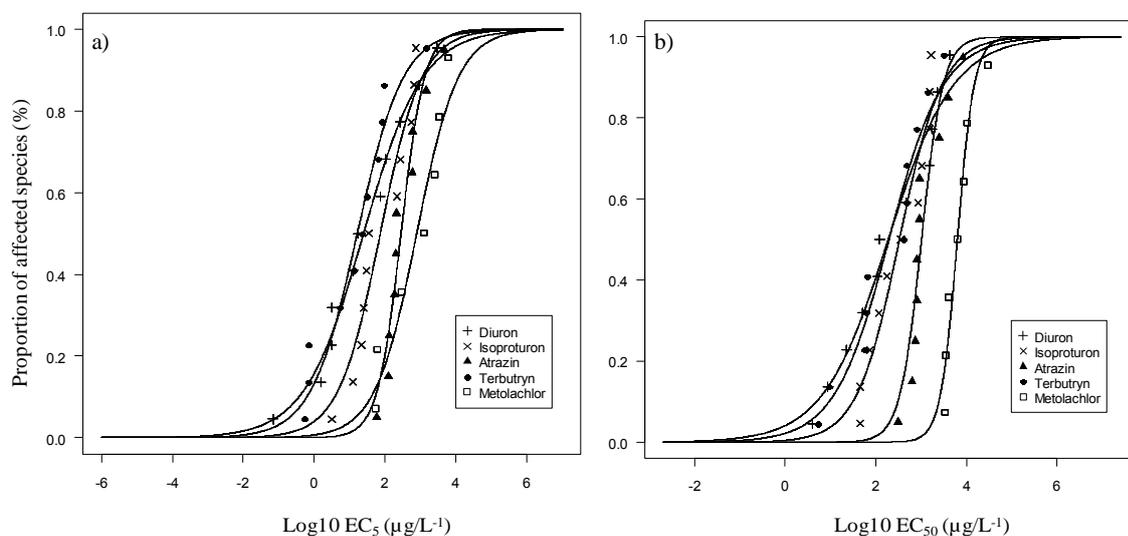 a)
1.0
0.8
0.6
0.4
0.2
0.0
Proportion of affected species (%)
-6
-4
-2
0
2
4
6
Log10 EC5 (µg/L-1)
Diuron
Isoproturon
Atrazin
Terbutryn
Metolachlor
b)
1.0
0.8
0.6
0.4
0.2
0.0
-2
0
2
4
6
Log10 EC50 (µg/L-1)
Diuron
Isoproturon
Atrazin
Terbutryn
Metolachlor